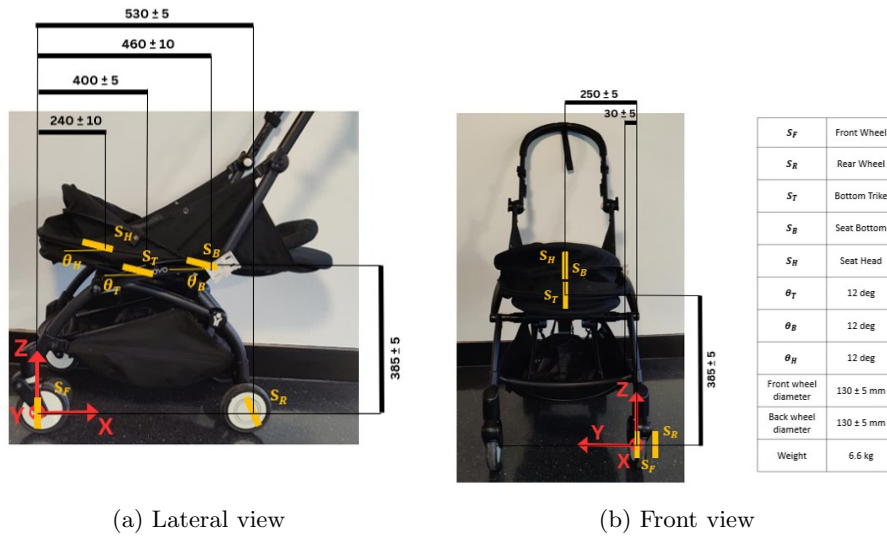 530 ± 5
460 ± 10
400 ± 5
240 ± 10
S_H
S_T
S_B
θ_H
θ_T
θ_B
385 ± 5
Z
S_F
Y
X
S_R
250 ± 5
30 ± 5
S_H
S_B
S_T
385 ± 5
Z
Y
S_R
X
S_F
S_F Front Wheel
S_R Rear Wheel
S_T Bottom Trike
S_B Seat Bottom
S_H Seat Head
θ_T 12 deg
θ_B 12 deg
θ_H 12 deg
Front wheel
diameter 130 ± 5 mm
Back wheel
diameter 130 ± 5 mm
Weight 6.6 kg
(a) Lateral view
(b) Front view